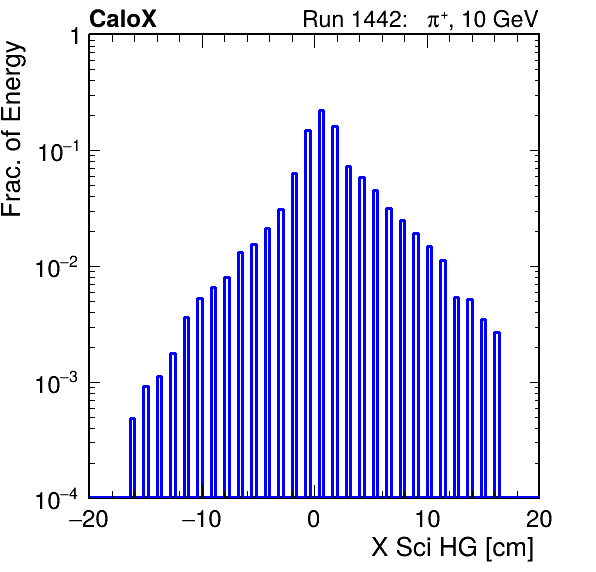 CaloX Run 1442: π⁺, 10 GeV
Frac. of Energy
1
10⁻¹
10⁻²
10⁻³
10⁻⁴
−20 −10 0 10 20
X Sci HG [cm]